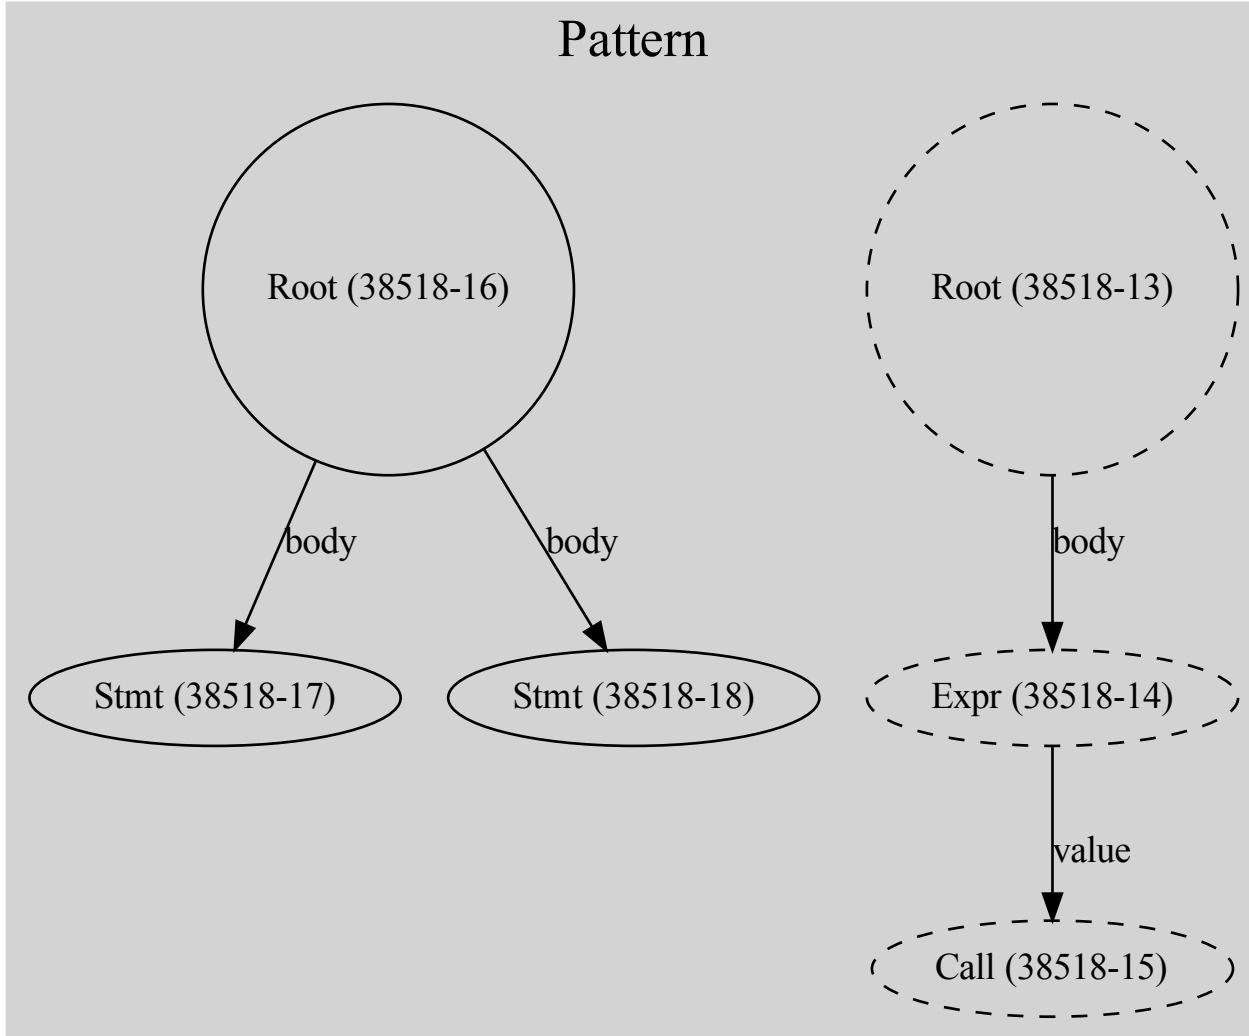 Pattern
Root (38518-16)
Root (38518-13)
body
body
body
Stmt (38518-17)
Stmt (38518-18)
Expr (38518-14)
value
Call (38518-15)